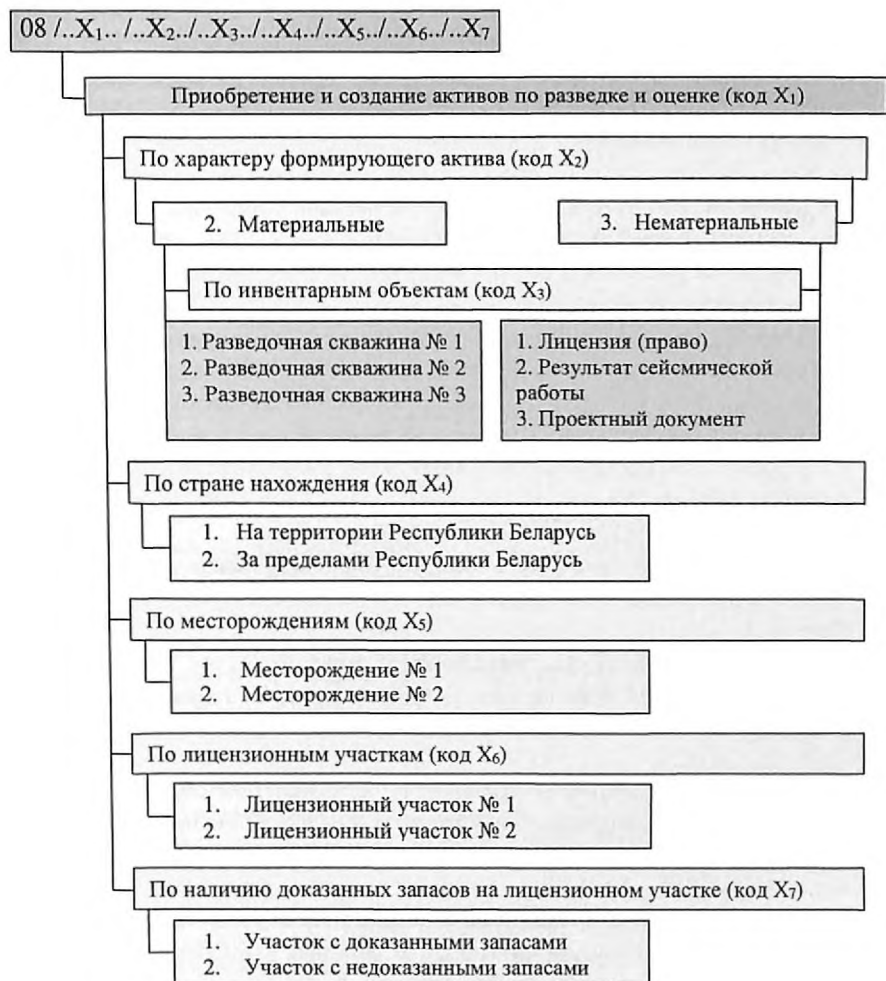 08 /..X₁.. /..X₂../..X₃../..X₄../..X₅../..X₆../..X₇
Приобретение и создание активов по разведке и оценке (код X₁)
По характеру формирующего актива (код X₂)
2. Материальные
3. Нематериальные
По инвентарным объектам (код X₃)
1. Разведочная скважина № 1
2. Разведочная скважина № 2
3. Разведочная скважина № 3
1. Лицензия (право)
2. Результат сейсмической
работы
3. Проектный документ
По стране нахождения (код X₄)
1. На территории Республики Беларусь
2. За пределами Республики Беларусь
По месторождениям (код X₅)
1. Месторождение № 1
2. Месторождение № 2
По лицензионным участкам (код X₆)
1. Лицензионный участок № 1
2. Лицензионный участок № 2
По наличию доказанных запасов на лицензионном участке (код X₇)
1. Участок с доказанными запасами
2. Участок с недоказанными запасами